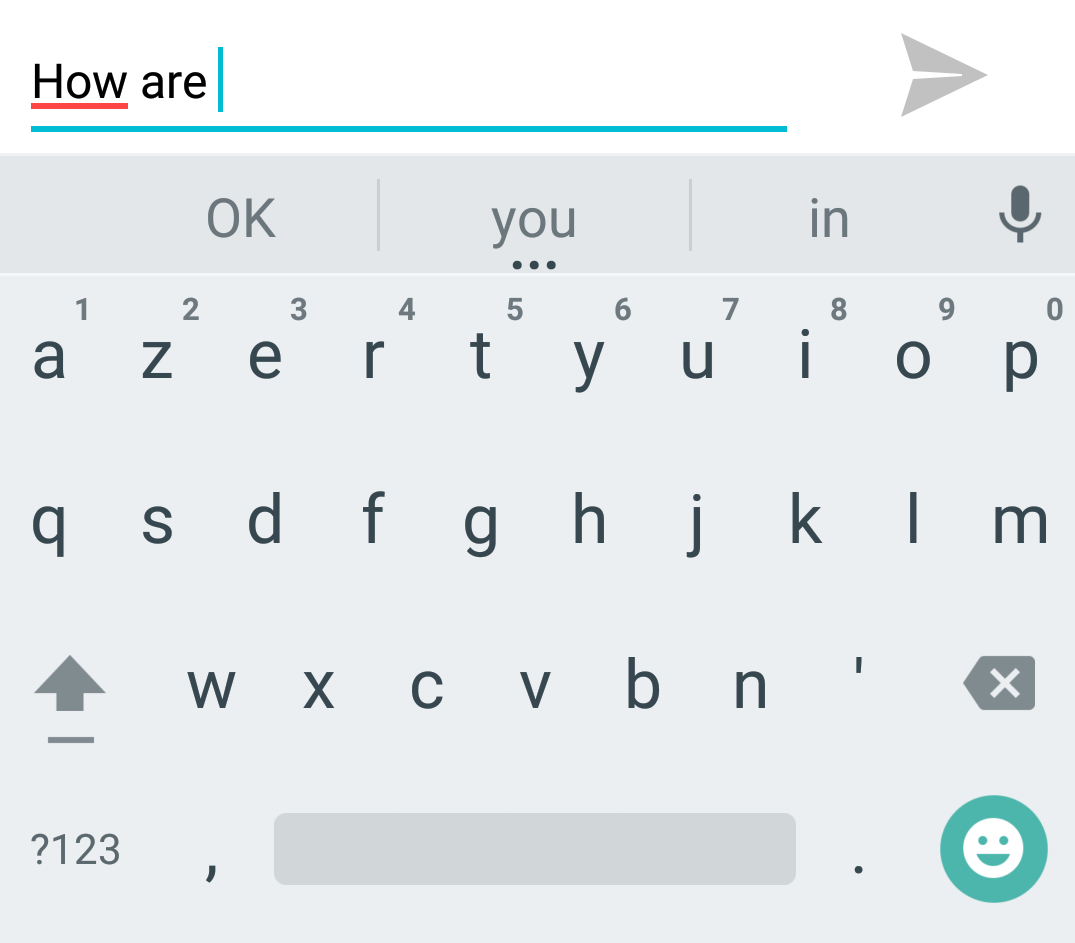 How are
OK you in
1 2 3 4 5 6 7 8 9 0
a z e r t y u i o p
q s d f g h j k l m
w x c v b n '
?123 , .